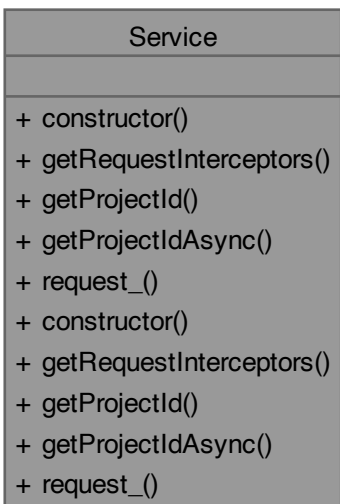 Service
+ constructor()
+ getRequestInterceptors()
+ getProjectId()
+ getProjectIdAsync()
+ request_()
+ constructor()
+ getRequestInterceptors()
+ getProjectId()
+ getProjectIdAsync()
+ request_()